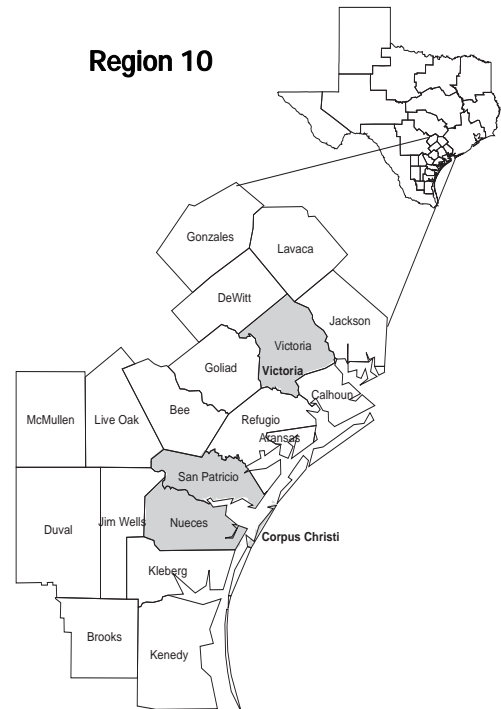 Region 10
Gonzales
Lavaca
DeWitt
Jackson
Victoria
Goliad
Victoria
Calhoun
Bee
Refugio
McMullen
Live Oak
Aransas
San Patricio
Duval
Jim Wells
Nueces
Corpus Christi
Kleberg
Brooks
Kenedy